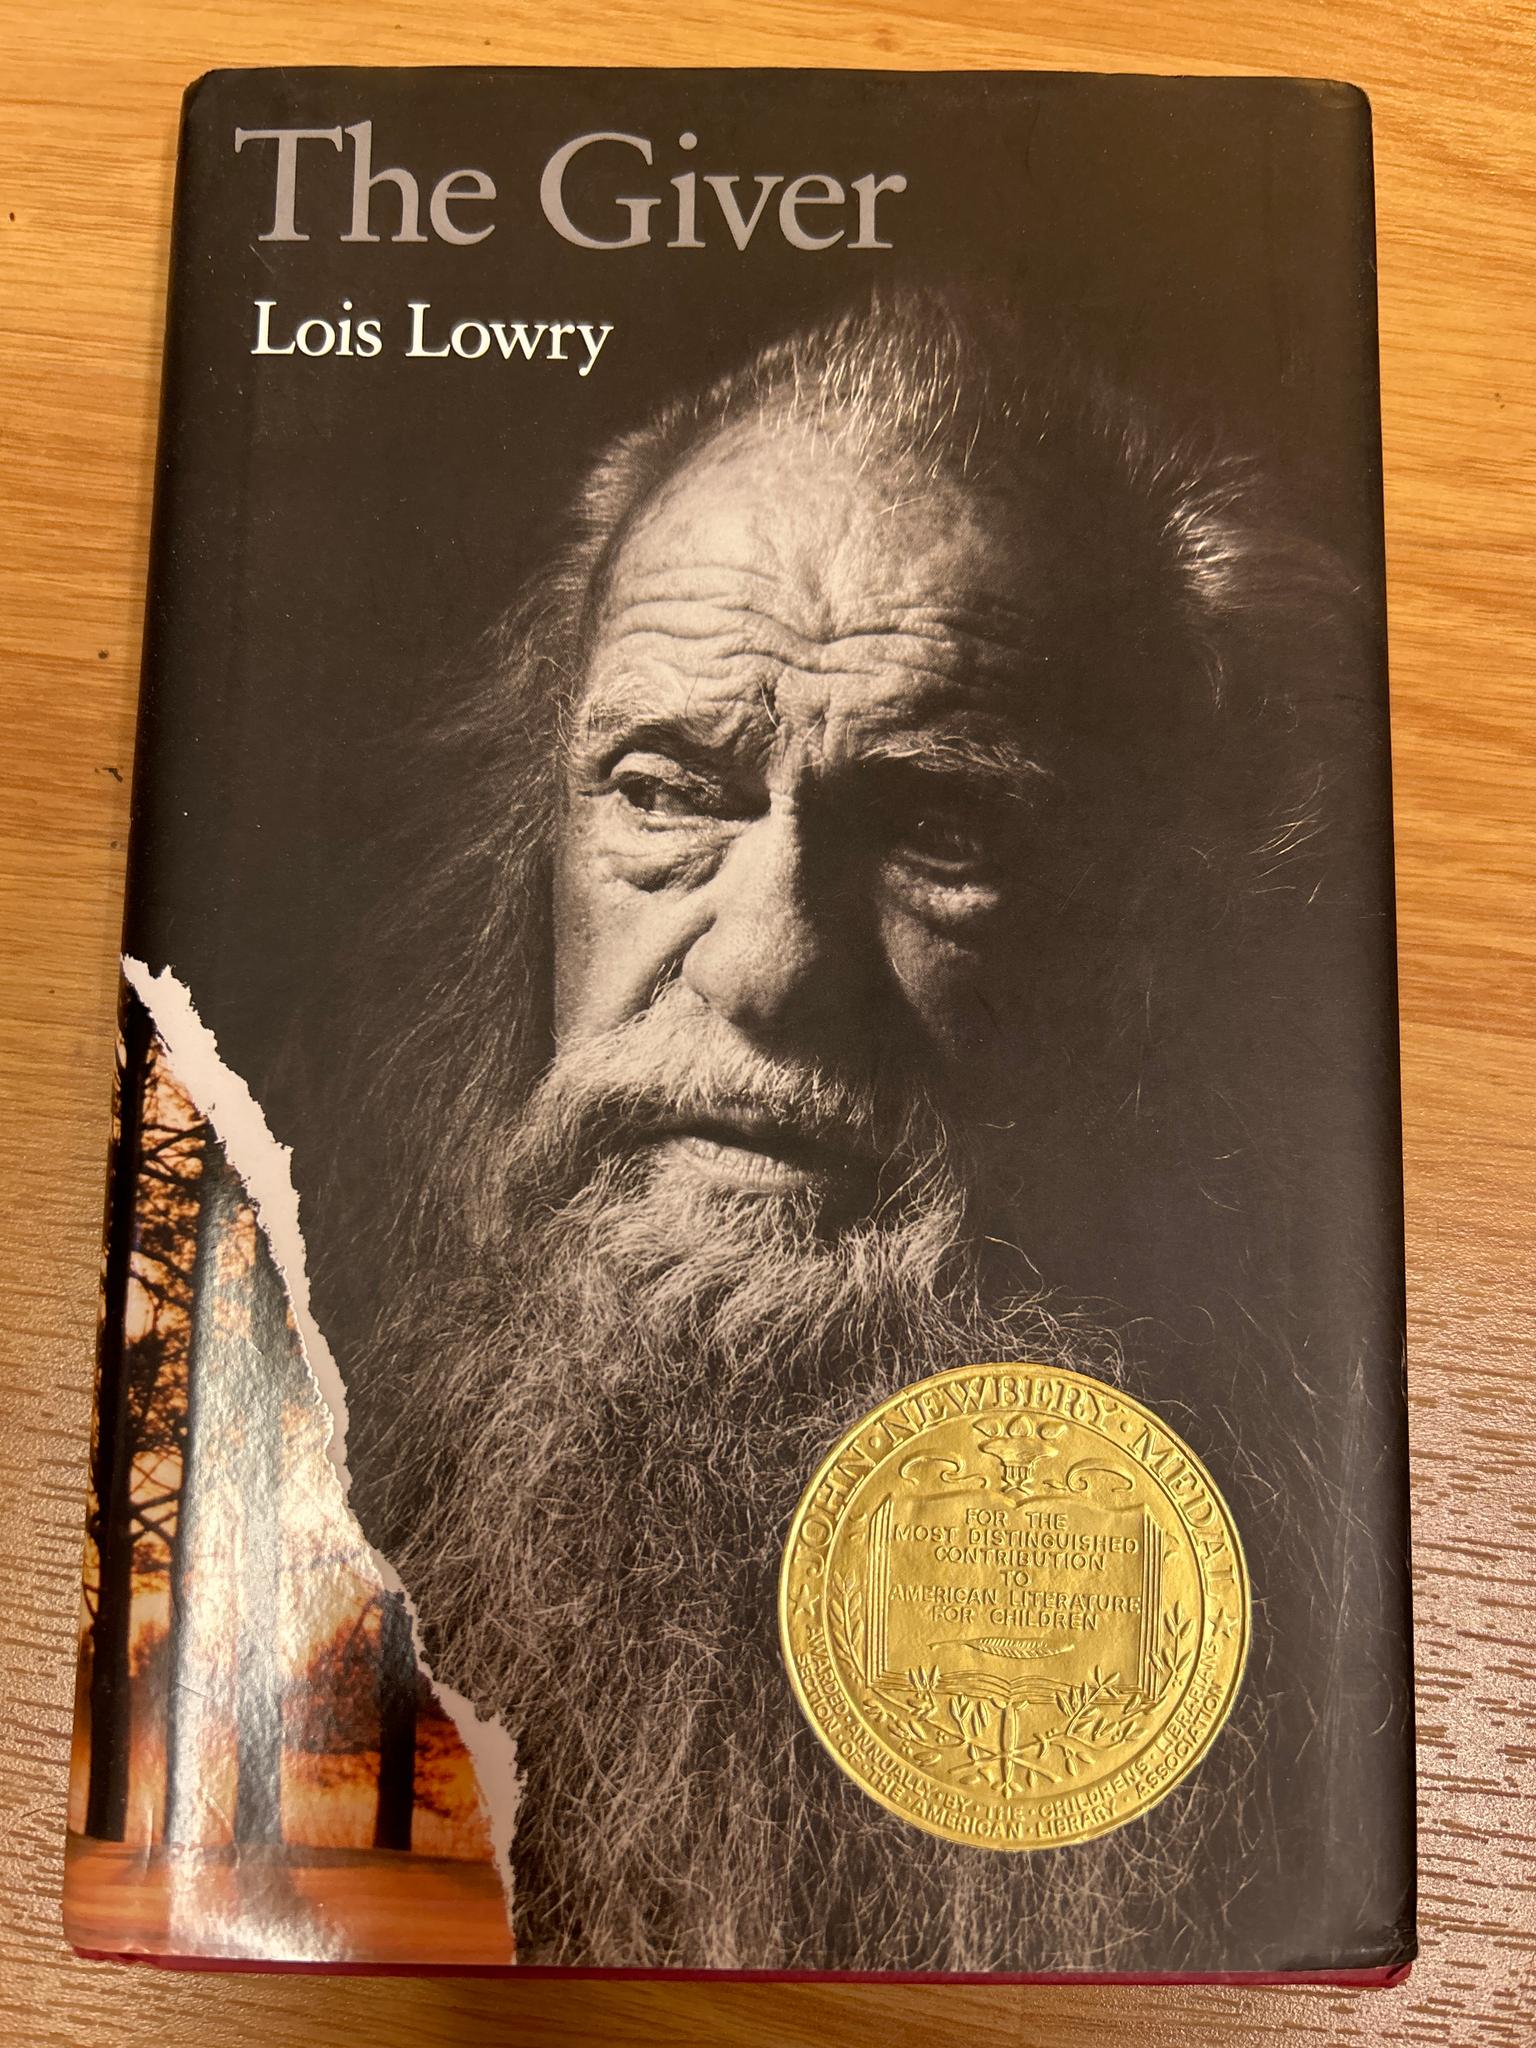 The Giver
Lois Lowry
JOHN · NEWBERY · MEDAL
FOR THE
MOST DISTINGUISHED
CONTRIBUTION
TO
AMERICAN LITERATURE
FOR CHILDREN
AWARDED · ANNUALLY · BY · THE · CHILDREN'S · LIBRARIANS
SECTION · OF · THE · AMERICAN · LIBRARY · ASSOCIATION